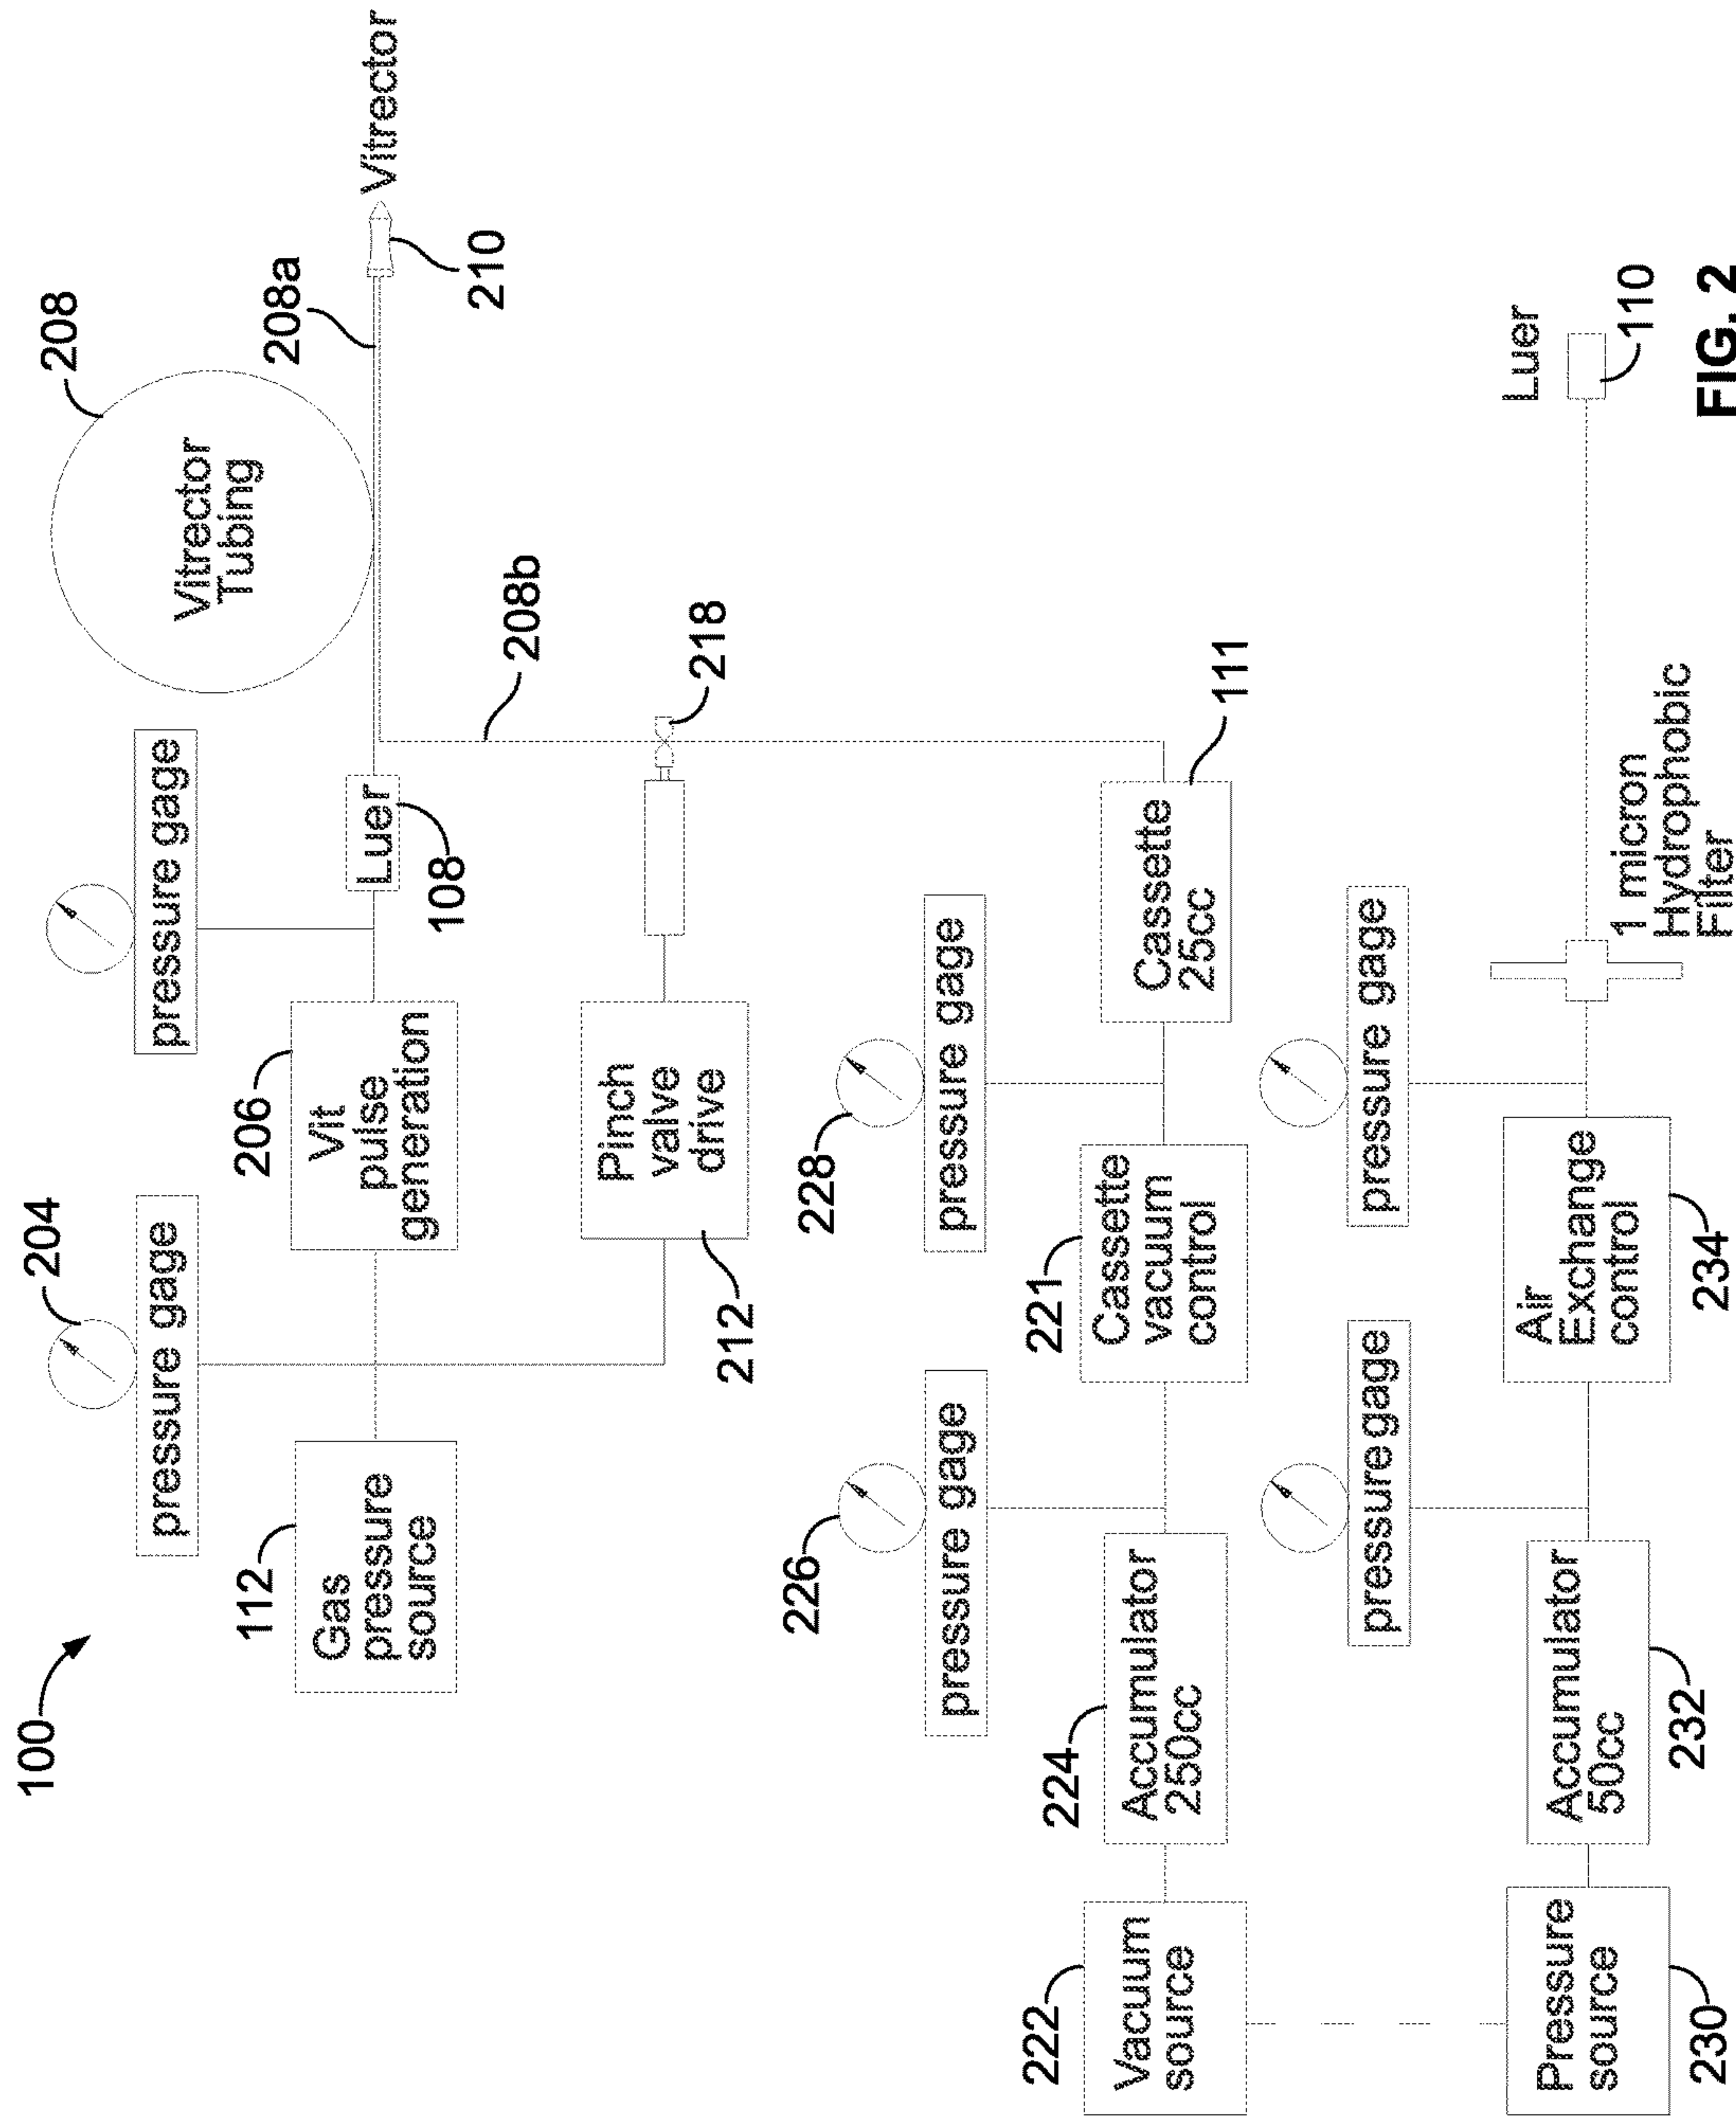 100
112
Gas
pressure
source
204
pressure gage
206
Vit
pulse
generation
pressure gage
Luer
108
208
Vitrector
Tubing
208a
Vitrector
210
212
Pinch
valve
drive
208b
218
222
Vacuum
source
224
Accumulator
250cc
226
pressure gage
221
Cassette
vacuum
control
228
pressure gage
Cassette
25cc
111
230
Pressure
source
232
Accumulator
50cc
pressure gage
234
Air
Exchange
control
pressure gage
1 micron
Hydrophobic
Filter
Luer
110
FIG. 2